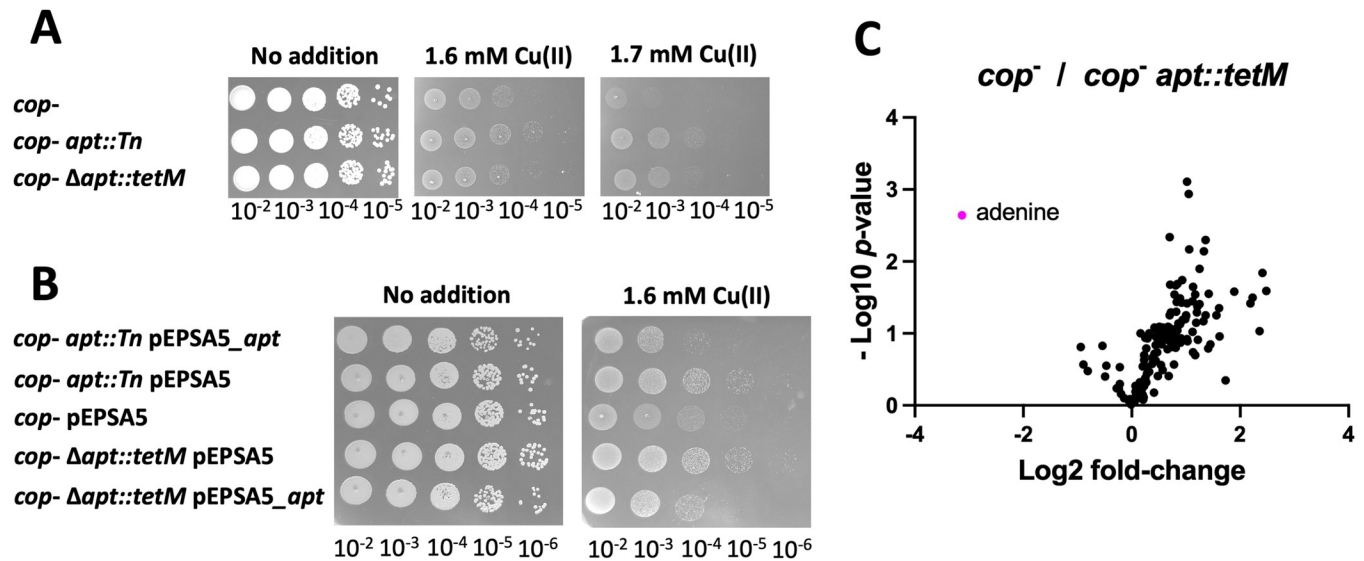 A
No addition
1.6 mM Cu(II)
1.7 mM Cu(II)
cop-
cop- apt::Tn
cop- Δapt::tetM
10-2 10-3 10-4 10-5
10-2 10-3 10-4 10-5
10-2 10-3 10-4 10-5
B
No addition
1.6 mM Cu(II)
cop- apt::Tn pEPSA5_apt
cop- apt::Tn pEPSA5
cop- pEPSA5
cop- Δapt::tetM pEPSA5
cop- Δapt::tetM pEPSA5_apt
10-2 10-3 10-4 10-5 10-6
10-2 10-3 10-4 10-5 10-6
C
cop- / cop- apt::tetM
- Log10 p-value
4
3
2
1
0
adenine
-4 -2 0 2 4
Log2 fold-change